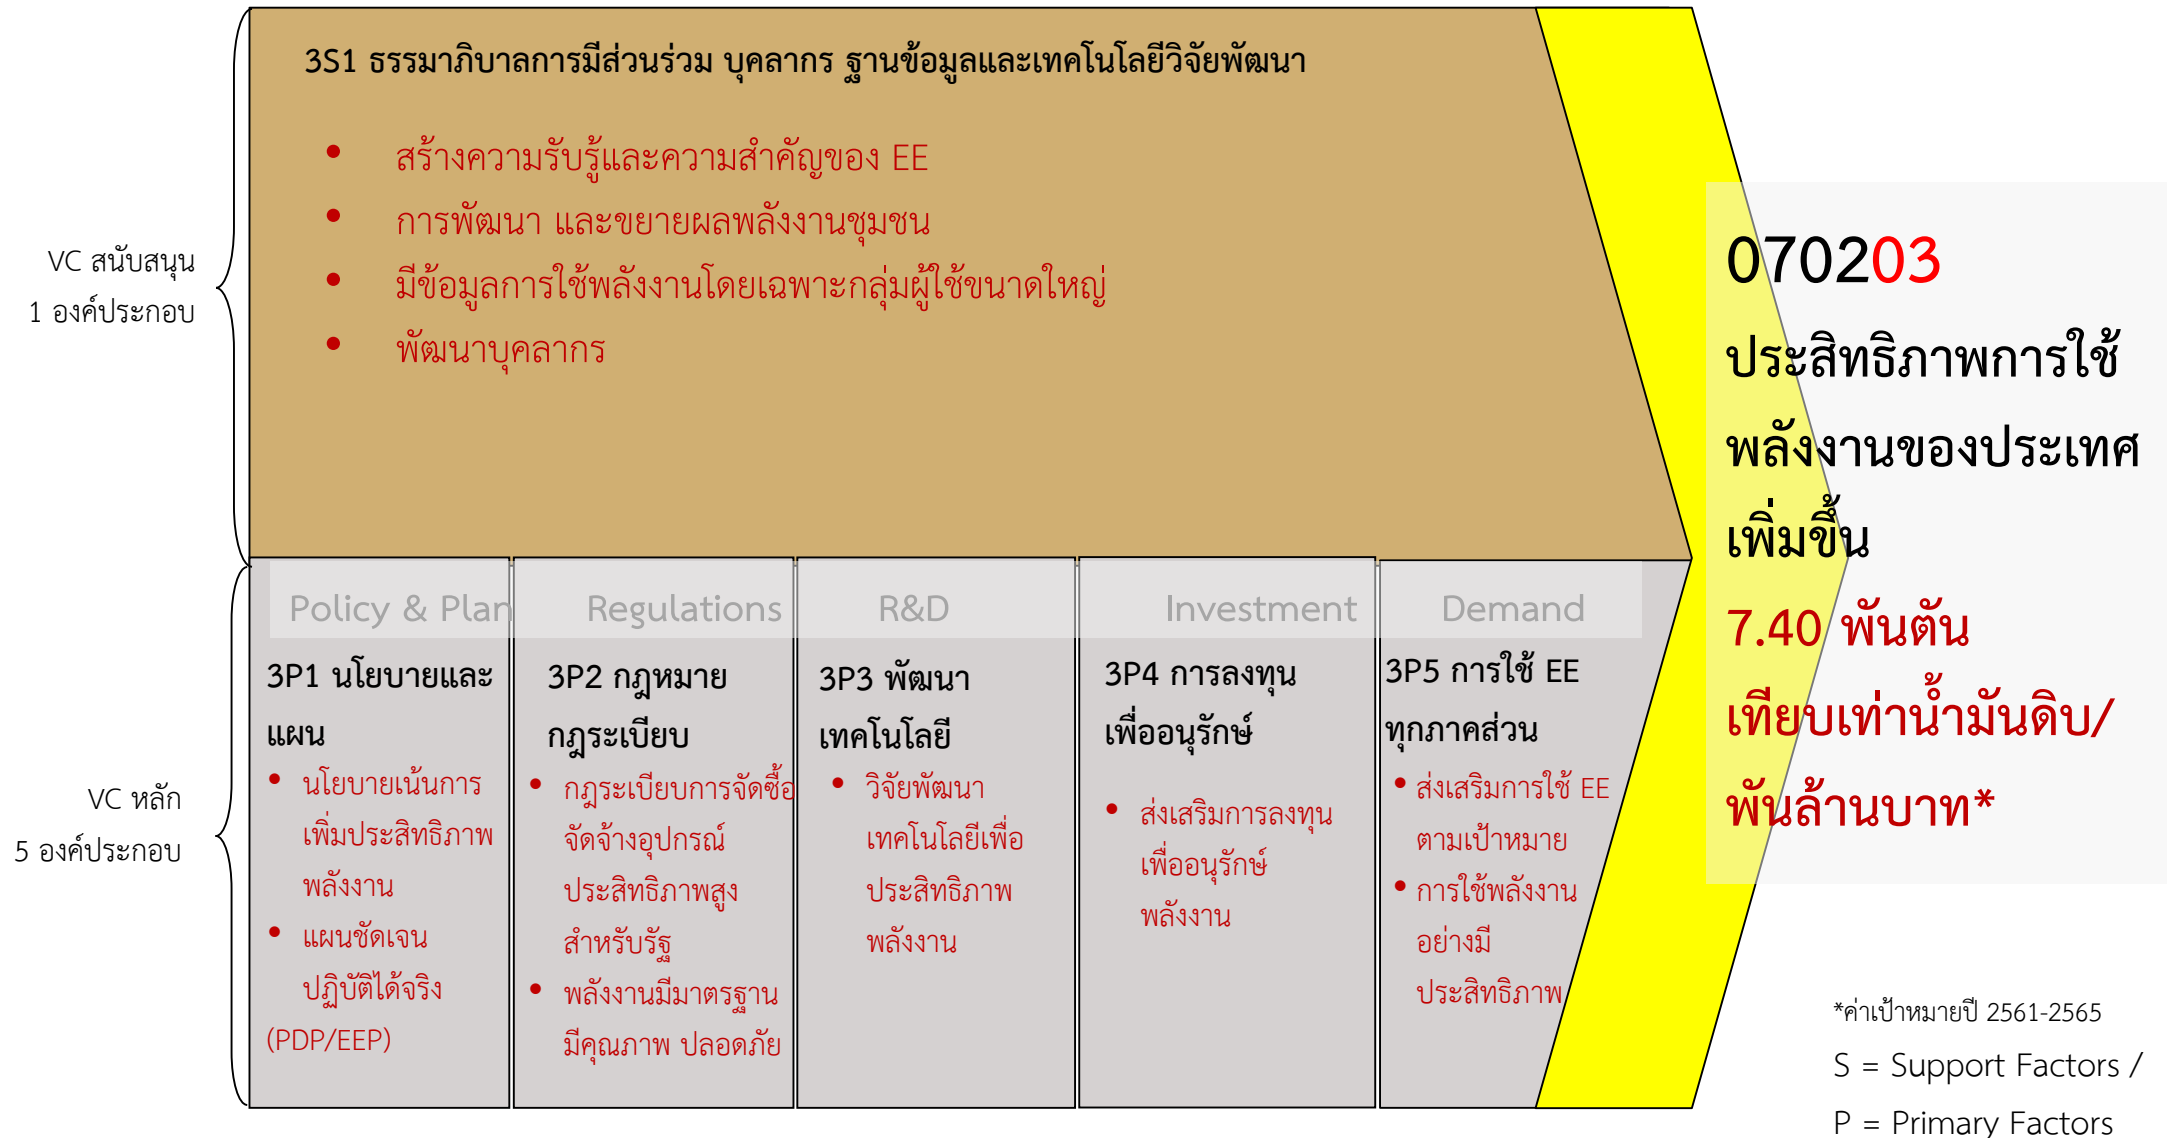 3S1 ธรรมาภิบาลการมีส่วนร่วม บุคลากร ฐานข้อมูลและเทคโนโลยีวิจัยพัฒนา
• สร้างความรับรู้และความสำคัญของ EE
• การพัฒนา และขยายผลพลังงานชุมชน
• มีข้อมูลการใช้พลังงานโดยเฉพาะกลุ่มผู้ใช้ขนาดใหญ่
• พัฒนาบุคลากร
VC สนับสนุน
1 องค์ประกอบ
VC หลัก
5 องค์ประกอบ
Policy & Plan
3P1 นโยบายและ
แผน
• นโยบายเน้นการ
เพิ่มประสิทธิภาพ
พลังงาน
• แผนชัดเจน
ปฏิบัติได้จริง
(PDP/EEP)
Regulations
3P2 กฎหมาย
กฎระเบียบ
• กฎระเบียบการจัดซื้อ
จัดจ้างอุปกรณ์
ประสิทธิภาพสูง
สำหรับรัฐ
• พลังงานมีมาตรฐาน
มีคุณภาพ ปลอดภัย
R&D
3P3 พัฒนา
เทคโนโลยี
• วิจัยพัฒนา
เทคโนโลยีเพื่อ
ประสิทธิภาพ
พลังงาน
Investment
3P4 การลงทุน
เพื่ออนุรักษ์
• ส่งเสริมการลงทุน
เพื่ออนุรักษ์
พลังงาน
Demand
3P5 การใช้ EE
ทุกภาคส่วน
• ส่งเสริมการใช้ EE
ตามเป้าหมาย
• การใช้พลังงาน
อย่างมี
ประสิทธิภาพ
070203
ประสิทธิภาพการใช้
พลังงานของประเทศ
เพิ่มขึ้น
7.40 พันตัน
เทียบเท่าน้ำมันดิบ/
พันล้านบาท*
*ค่าเป้าหมายปี 2561-2565
S = Support Factors /
P = Primary Factors